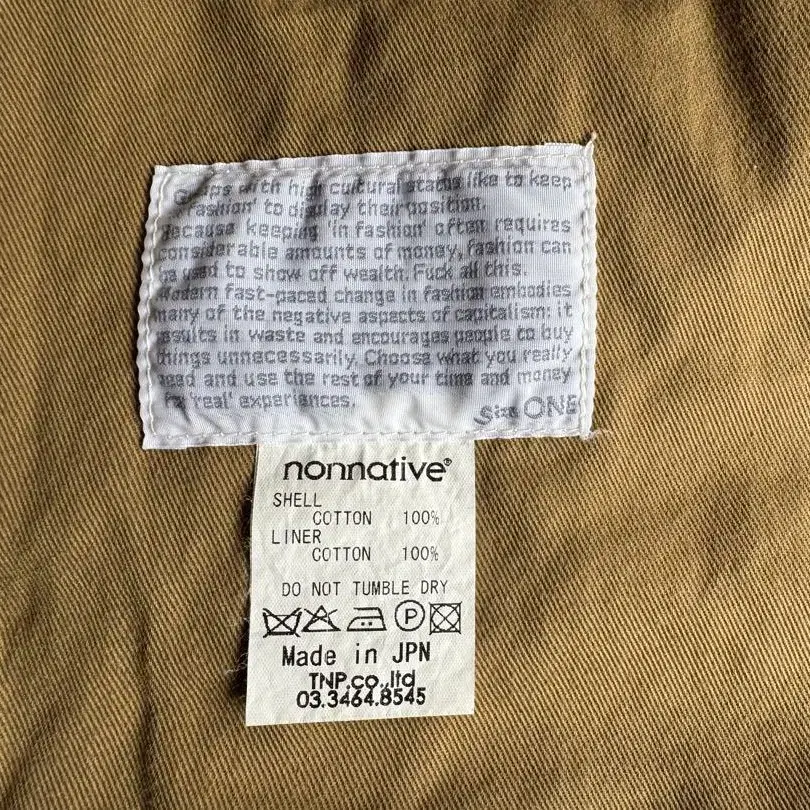 Groups with high cultural status like to keep
'fashion' to display their position.
Because keeping 'in fashion' often requires
considerable amounts of money, fashion can
be used to show off wealth. Fuck all this.
Modern fast-paced change in fashion embodies
many of the negative aspects of capitalism: it
results in waste and encourages people to buy
things unnecessarily. Choose what you really
need and use the rest of your time and money
for 'real' experiences.
Size ONE
nonnative®
SHELL
COTTON 100%
LINER
COTTON 100%
DO NOT TUMBLE DRY
P
Made in JPN
TNP.co.,ltd
03.3464.8545